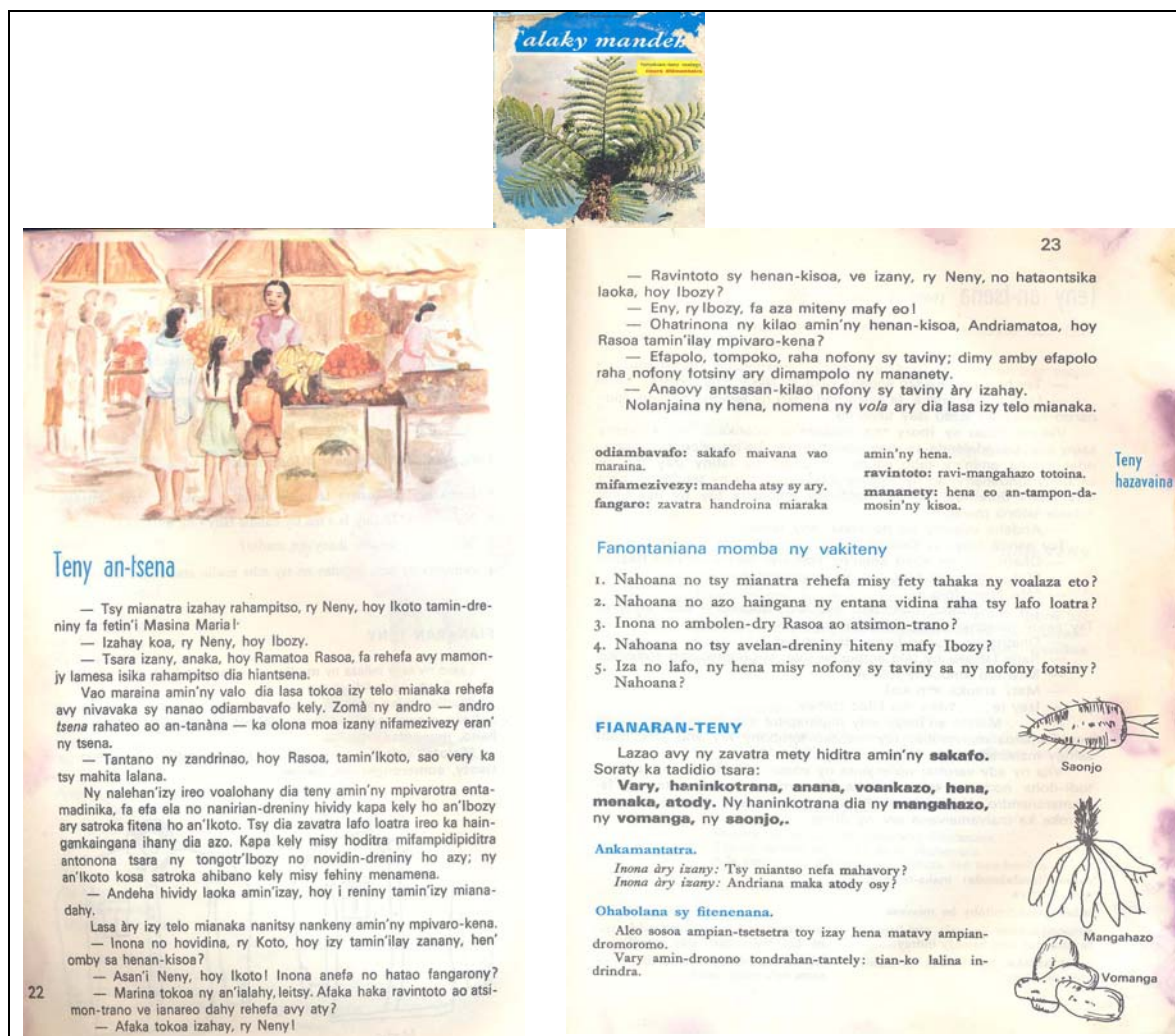 alaky mandeh
Teny an-tsena
— Tsy mianatra izahay rahampitso, ry Neny, hoy Ikoto tamin-dre-
niny fa fetin'i Masina Maria!
— Izahay koa, ry Neny, hoy Ibozy.
— Tsara izany, anaka, hoy Ramatoa Rasoa, fa rehefa avy mamon-
jy lamesa isika rahampitso dia hiantsena.
Vao maraina amin'ny valo dia lasa tokoa izy telo mianaka rehefa
avy nivavaka sy nanao odiambavafo kely. Zomà ny andro — andro
tsena rahateo ao an-tanàna — ka olona moa izany nifamezivezy eran'
ny tsena.
— Tantano ny zandrinao, hoy Rasoa, tamin'Ikoto, sao very ka
tsy mahita lalana.
Ny nalehan'izy ireo voalohany dia teny amin'ny mpivarotra enta-
madinika, fa efa ela no nanirian-dreniny hividy kapa kely ho an'Ibozy
ary satroka fitena ho an'Ikoto. Tsy dia zavatra lafo loatra ireo ka hain-
gankaingana ihany dia azo. Kapa kely misy hoditra mifampidipiditra
antonona tsara ny tongotr'Ibozy no novidin-dreniny ho azy; ny
an'Ikoto kosa satroka ahibano kely misy fehiny menamena.
— Andeha hividy laoka amin'izay, hoy i reniny tamin'izy miana-
dahy.
Lasa àry izy telo mianaka nanitsy nankeny amin'ny mpivaro-kena.
— Inona no hovidina, ry Koto, hoy izy tamin'ilay zanany, hen'
omby sa henan-kisoa?
— Asan'i Neny, hoy Ikoto! Inona anefa no hatao fangarony?
— Marina tokoa ny an'ialahy, leitsy. Afaka haka ravintoto ao atsi-
mon-trano ve ianareo dahy rehefa avy aty?
— Afaka tokoa izahay, ry Neny!
22
23
— Ravintoto sy henan-kisoa, ve izany, ry Neny, no hataontsika
laoka, hoy Ibozy?
— Eny, ry Ibozy, fa aza miteny mafy eo!
— Ohatrinona ny kilao amin'ny henan-kisoa, Andriamatoa, hoy
Rasoa tamin'ilay mpivaro-kena?
— Efapolo, tompoko, raha nofony sy taviny; dimy amby efapolo
raha nofony fotsiny ary dimampolo ny mananety.
— Anaovy antsasan-kilao nofony sy taviny àry izahay.
Nolanjaina ny hena, nomena ny vola ary dia lasa izy telo mianaka.
odiambavafo: sakafo maivana vao
maraina.
mifamezivezy: mandeha atsy sy ary.
fangaro: zavatra handroina miaraka
amin'ny hena.
ravintoto: ravi-mangahazo totoina.
mananety: hena eo an-tampon-da-
mosin'ny kisoa.
Teny
hazavaina
Fanontaniana momba ny vakiteny
1. Nahoana no tsy mianatra rehefa misy fety tahaka ny voalaza eto?
2. Nahoana no azo haingana ny entana vidina raha tsy lafo loatra?
3. Inona no ambolen-dry Rasoa ao atsimon-trano?
4. Nahoana no tsy avelan-dreniny hiteny mafy Ibozy?
5. Iza no lafo, ny hena misy nofony sy taviny sa ny nofony fotsiny?
Nahoana?
FIANARAN-TENY
Lazao avy ny zavatra mety hiditra amin'ny sakafo.
Soraty ka tadidio tsara:
Vary, haninkotrana, anana, voankazo, hena,
menaka, atody. Ny haninkotrana dia ny mangahazo,
ny vomanga, ny saonjo,.
Ankamantatra.
Inona àry izany: Tsy miantso nefa mahavory?
Inona àry izany: Andriana maka atody osy?
Ohabolana sy fitenenana.
Aleo sosoa ampian-tsetsetra toy izay hena matavy ampian-
dromoromo.
Vary amin-dronono tondrahan-tantely: tian-ko lalina in-
drindra.
Saonjo
Mangahazo
Vomanga